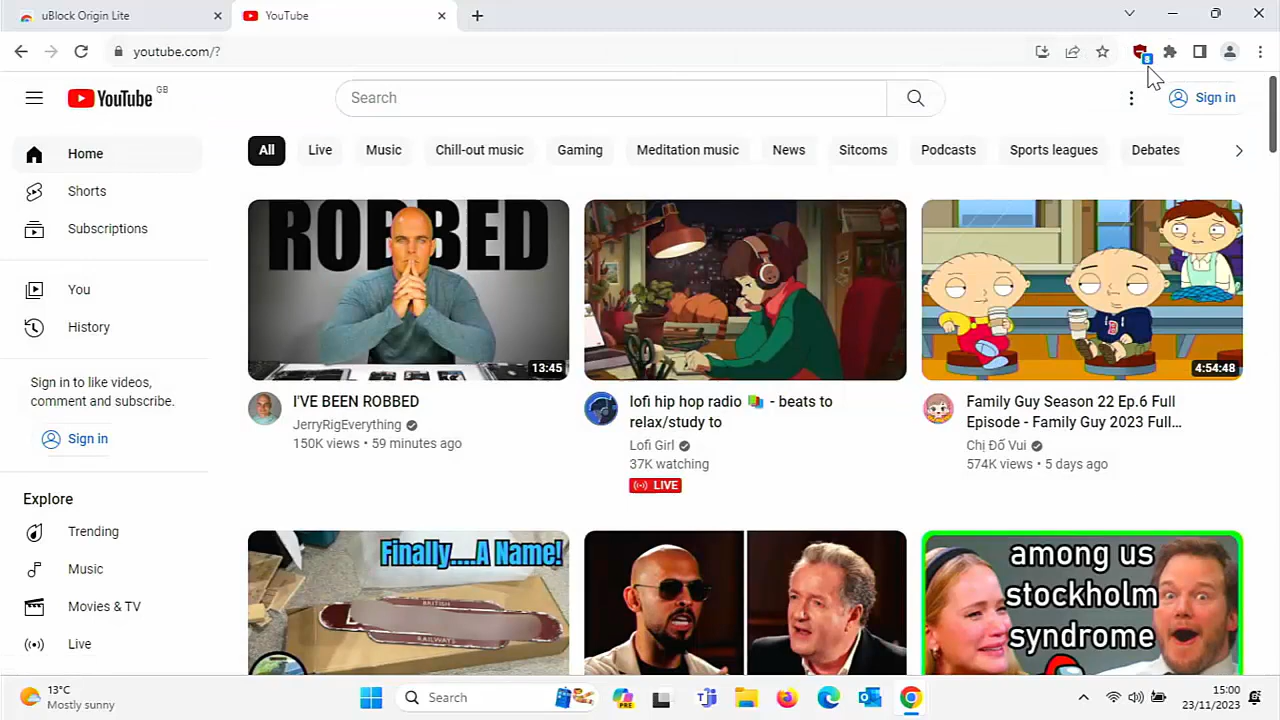 uBlock Origin Lite
YouTube
youtube.com/?
8
YouTube GB
Search
Sign in
Home
Shorts
Subscriptions
You
History
Sign in to like videos,
comment and subscribe.
Sign in
Explore
Trending
Music
Movies & TV
Live
All
Live
Music
Chill-out music
Gaming
Meditation music
News
Sitcoms
Podcasts
Sports leagues
Debates
ROBBED
13:45
I'VE BEEN ROBBED
JerryRigEverything
150K views • 59 minutes ago
lofi hip hop radio 📚 - beats to
relax/study to
Lofi Girl
37K watching
LIVE
4:54:48
Family Guy Season 22 Ep.6 Full
Episode - Family Guy 2023 Full...
Chị Đố Vui
574K views • 5 days ago
Finally....A Name!
BRITISH
RAILWAYS
among us
stockholm
syndrome
13°C
Mostly sunny
Search
PRE
15:00
23/11/2023